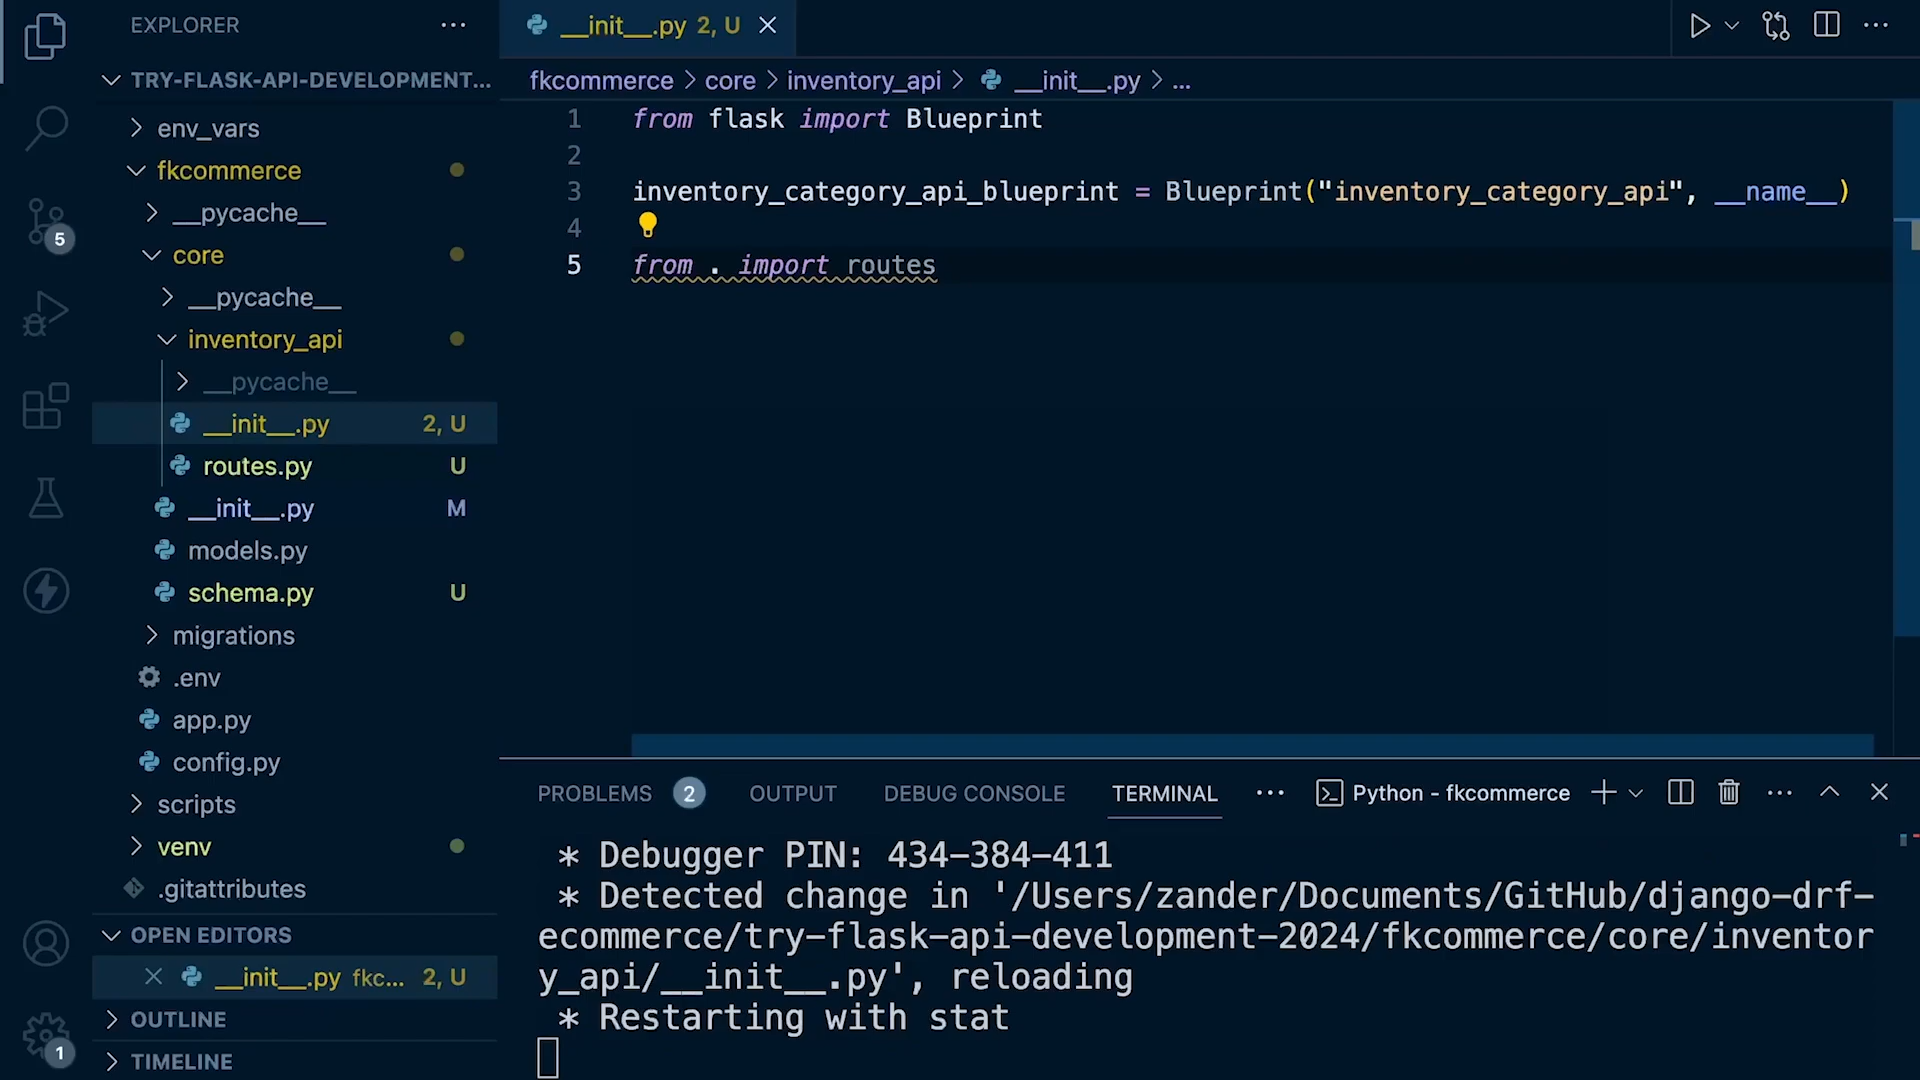 EXPLORER
TRY-FLASK-API-DEVELOPMENT...
env_vars
fkcommerce
__pycache__
core
__pycache__
inventory_api
__pycache__
__init__.py 2, U
routes.py U
__init__.py M
models.py
schema.py U
migrations
.env
app.py
config.py
scripts
venv
.gitattributes
OPEN EDITORS
__init__.py fkc... 2, U
OUTLINE
TIMELINE
5
1
__init__.py 2, U
fkcommerce > core > inventory_api > __init__.py > ...
1 from flask import Blueprint
2
3 inventory_category_api_blueprint = Blueprint("inventory_category_api", __name__)
4
5 from . import routes
PROBLEMS 2 OUTPUT DEBUG CONSOLE TERMINAL ... Python - fkcommerce
* Debugger PIN: 434-384-411
* Detected change in '/Users/zander/Documents/GitHub/django-drf-
ecommerce/try-flask-api-development-2024/fkcommerce/core/inventor
y_api/__init__.py', reloading
* Restarting with stat